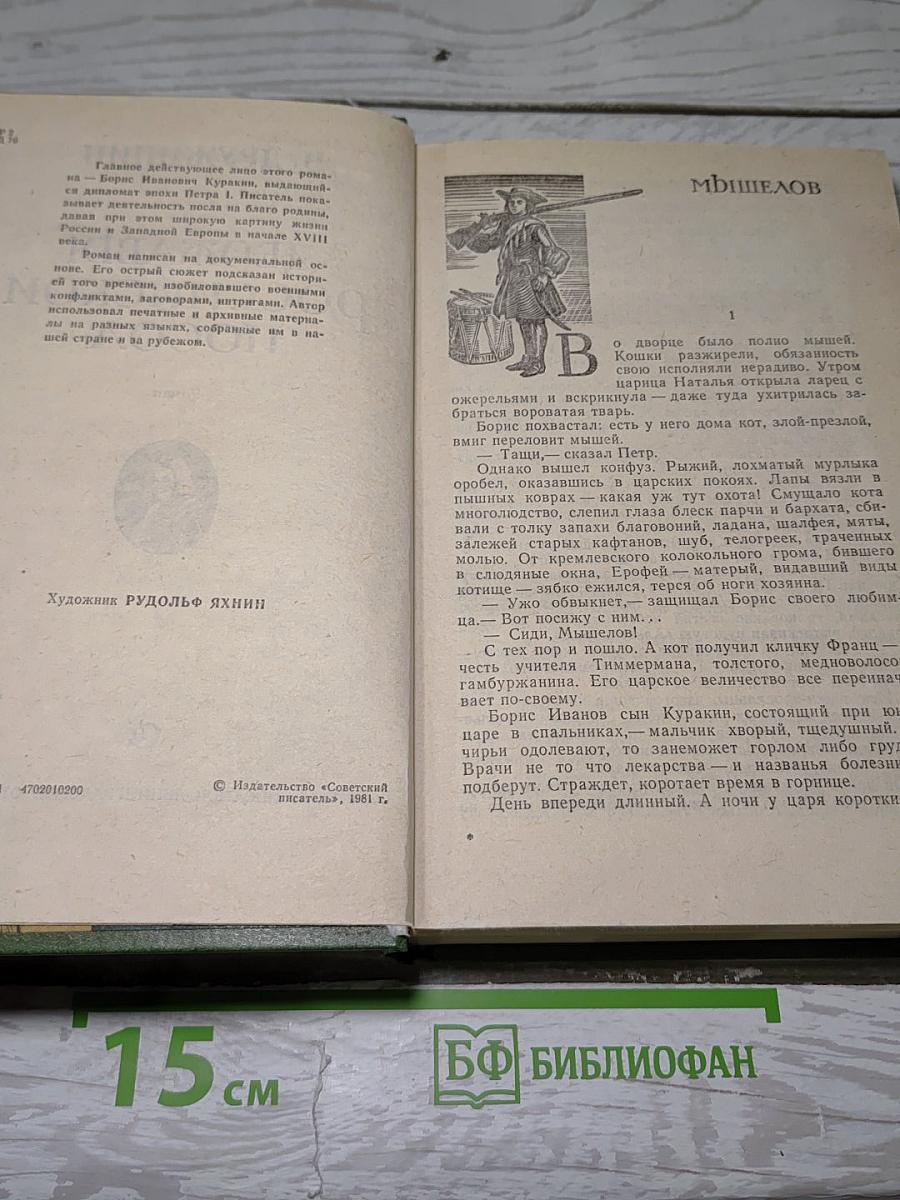 Главное действующее лицо этого рома-
на — Борис Иванович Куракин, выдающий-
ся дипломат эпохи Петра I. Писатель пока-
зывает деятельность посла на благо родины,
давая при этом широкую картину жизни
России и Западной Европы в начале XVIII
века.
Роман написан на документальной ос-
нове. Его острый сюжет подсказан истори-
ей того времени, изобиловавшего военными
конфликтами, заговорами, интригами. Автор
использовал печатные и архивные материа-
лы на разных языках, собранные им в на-
шей стране и за рубежом.
Художник РУДОЛЬФ ЯХНИН
4702010200
© Издательство «Советский
писатель», 1981 г.
МЫШЕЛОВ
1
Во дворце было полно мышей.
Кошки разжирели, обязанность
свою исполняли нерадиво. Утром
царица Наталья открыла ларец с
ожерельями и вскрикнула — даже туда ухитрилась за-
браться вороватая тварь.
Борис похвастал: есть у него дома кот, злой-презлой,
вмиг переловит мышей.
— Тащи,— сказал Петр.
Однако вышел конфуз. Рыжий, лохматый мурлыка
оробел, оказавшись в царских покоях. Лапы вязли в
пышных коврах — какая уж тут охота! Смущало кота
многолюдство, слепил глаза блеск парчи и бархата, сби-
вали с толку запахи благовоний, ладана, шалфея, мяты,
залежей старых кафтанов, шуб, телогреек, траченных
молью. От кремлевского колокольного грома, бившего
в слюдяные окна, Ерофей — матерый, видавший виды
котище — зябко ежился, терся об ноги хозяина.
— Ужо обвыкнет,— защищал Борис своего любим-
ца.— Вот посижу с ним...
— Сиди, Мышелов!
С тех пор и пошло. А кот получил кличку Франц —
честь учителя Тиммермана, толстого, медноволосо
гамбуржанина. Его царское величество все переинач
вает по-своему.
Борис Иванов сын Куракин, состоящий при юн
царе в спальниках,— мальчик хворый, тщедушный.
чирьи одолевают, то занеможет горлом либо груд
Врачи не то что лекарства — и названья болезни
подберут. Страждет, коротает время в горнице.
День впереди длинный. А ночи у царя коротки
*
15 см
БФ БИБЛИОФАН